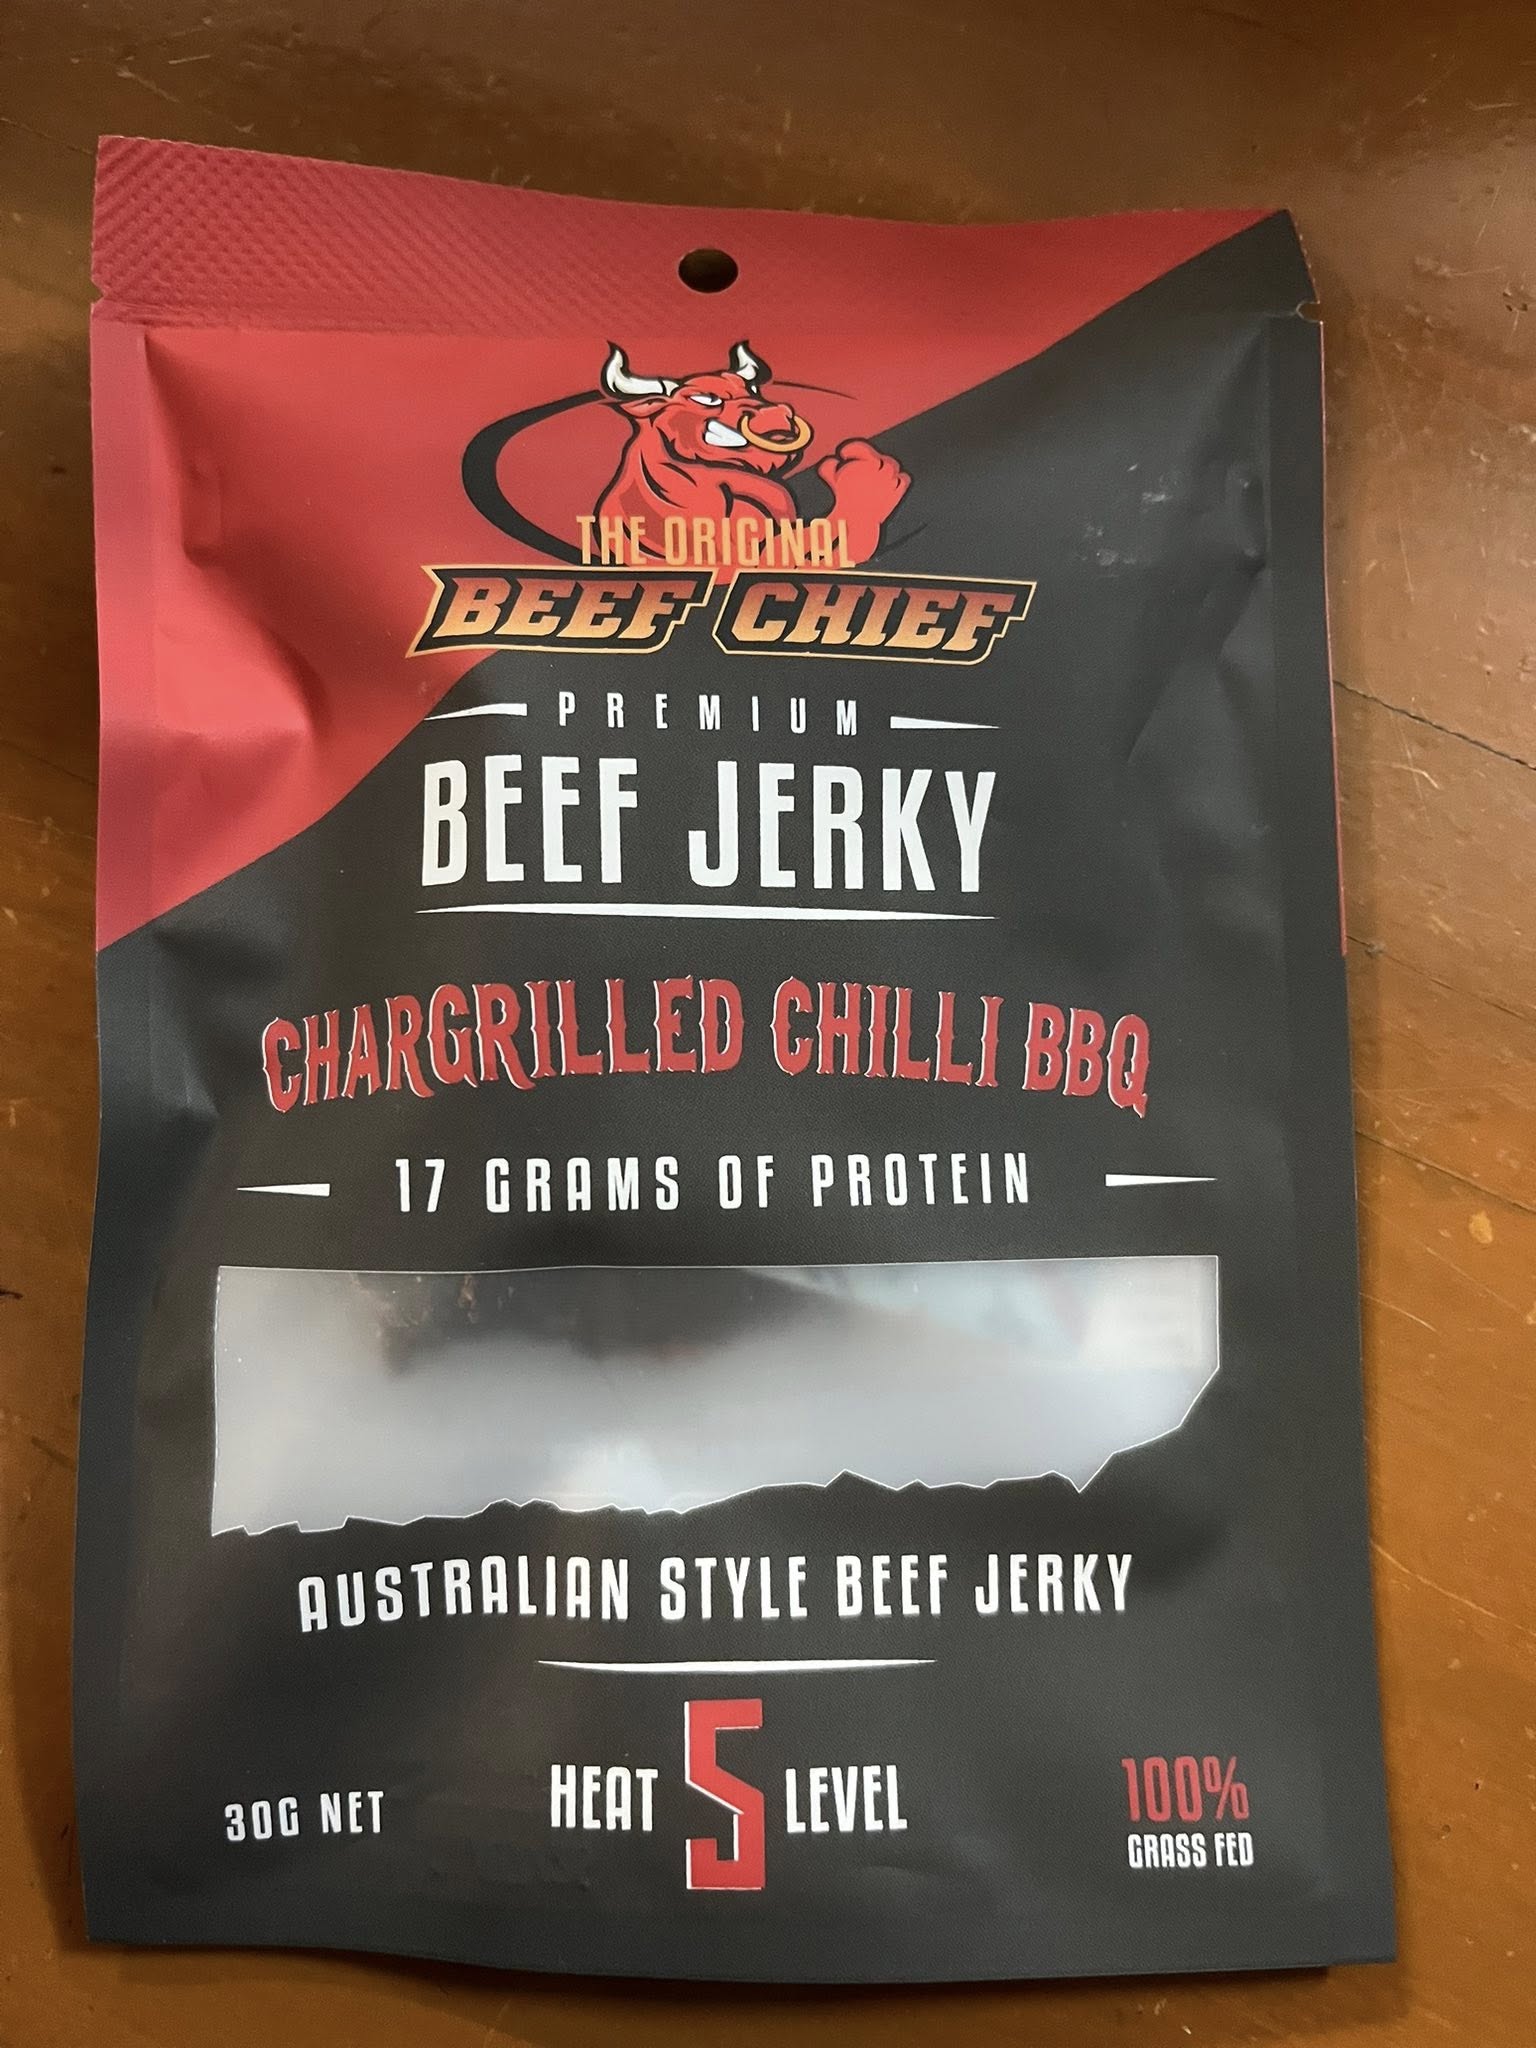 THE ORIGINAL
BEEF CHIEF
PREMIUM
BEEF JERKY
CHARGRILLED CHILLI BBQ
17 GRAMS OF PROTEIN
AUSTRALIAN STYLE BEEF JERKY
30G NET
HEAT 5 LEVEL
100%
GRASS FED